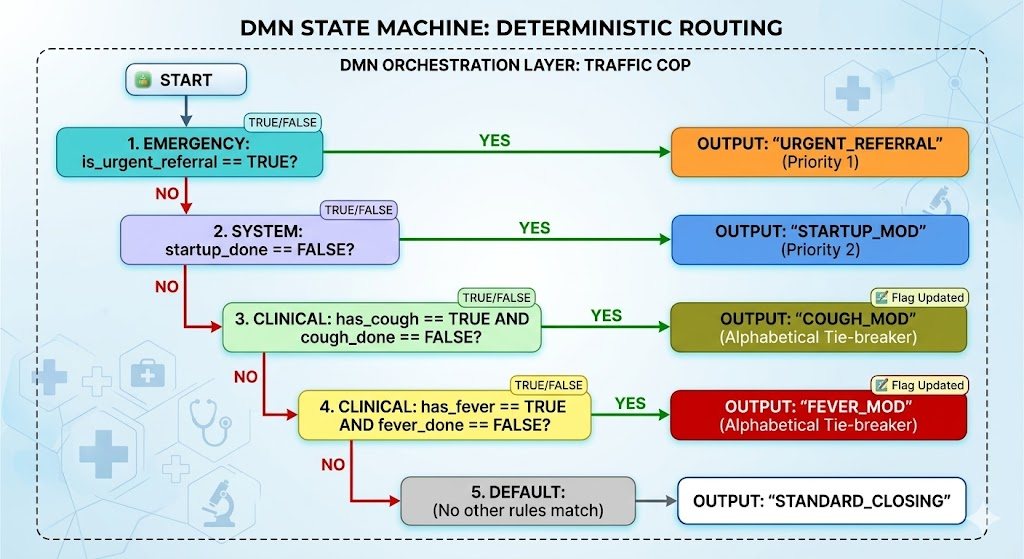 DMN STATE MACHINE: DETERMINISTIC ROUTING
DMN ORCHESTRATION LAYER: TRAFFIC COP
START
TRUE/FALSE
1. EMERGENCY:
is_urgent_referral == TRUE?
YES
OUTPUT: “URGENT_REFERRAL”
(Priority 1)
NO
TRUE/FALSE
2. SYSTEM:
startup_done == FALSE?
YES
OUTPUT: “STARTUP_MOD”
(Priority 2)
NO
TRUE/FALSE
3. CLINICAL: has_cough == TRUE AND
cough_done == FALSE?
YES
Flag Updated
OUTPUT: “COUGH_MOD”
(Alphabetical Tie-breaker)
NO
TRUE/FALSE
4. CLINICAL: has_fever == TRUE
AND fever_done == FALSE?
YES
Flag Updated
OUTPUT: “FEVER_MOD”
(Alphabetical Tie-breaker)
NO
5. DEFAULT:
(No other rules match)
OUTPUT: “STANDARD_CLOSING”